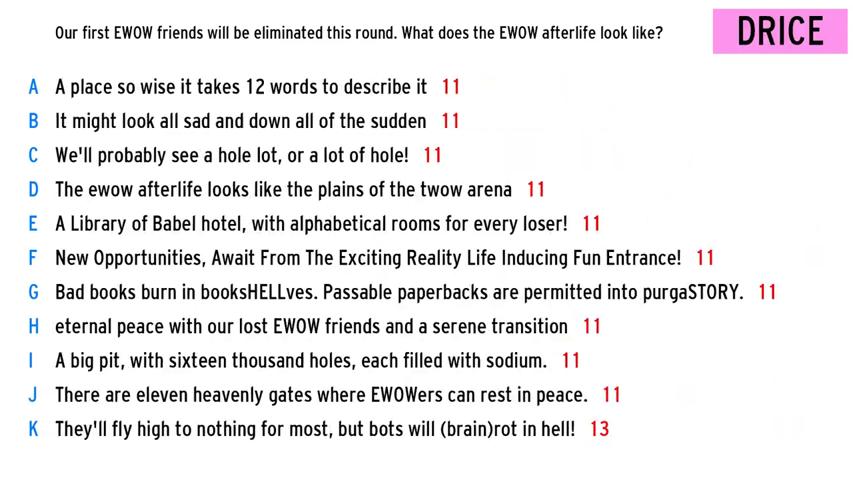 Our first EWOW friends will be eliminated this round. What does the EWOW afterlife look like?
DRICE
A A place so wise it takes 12 words to describe it 11
B It might look all sad and down all of the sudden 11
C We'll probably see a hole lot, or a lot of hole! 11
D The ewow afterlife looks like the plains of the twow arena 11
E A Library of Babel hotel, with alphabetical rooms for every loser! 11
F New Opportunities, Await From The Exciting Reality Life Inducing Fun Entrance! 11
G Bad books burn in booksHELLves. Passable paperbacks are permitted into purgaSTORY. 11
H eternal peace with our lost EWOW friends and a serene transition 11
I A big pit, with sixteen thousand holes, each filled with sodium. 11
J There are eleven heavenly gates where EWOWers can rest in peace. 11
K They'll fly high to nothing for most, but bots will (brain)rot in hell! 13